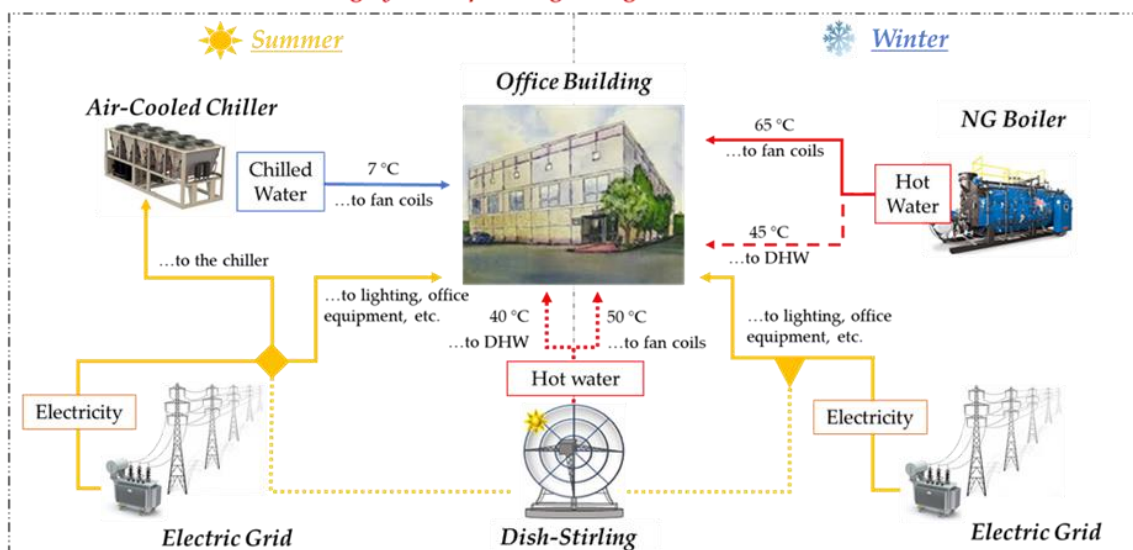 Summer
Winter
Office Building
Air-Cooled Chiller
NG Boiler
65 °C
…to fan coils
Chilled
Water
7 °C
…to fan coils
Hot
Water
45 °C
…to DHW
…to the chiller
…to lighting, office
equipment, etc.
40 °C
…to DHW
50 °C
…to fan coils
…to lighting, office
equipment, etc.
Hot water
Electricity
Electricity
Electric Grid
Dish-Stirling
Electric Grid